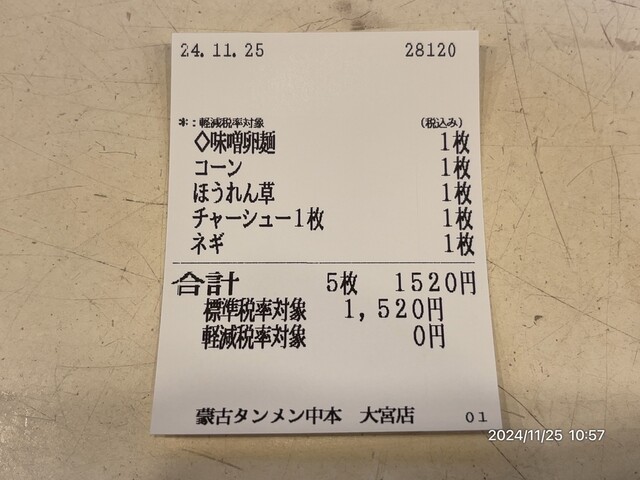 24.11.25 28120
*:軽減税率対象 (税込み)
◇味噌卵麺 1枚
コーン 1枚
ほうれん草 1枚
チャーシュー1枚 1枚
ネギ 1枚
合計 5枚 1520円
標準税率対象 1,520円
軽減税率対象 0円
蒙古タンメン中本 大宮店 01
2024/11/25 10:57